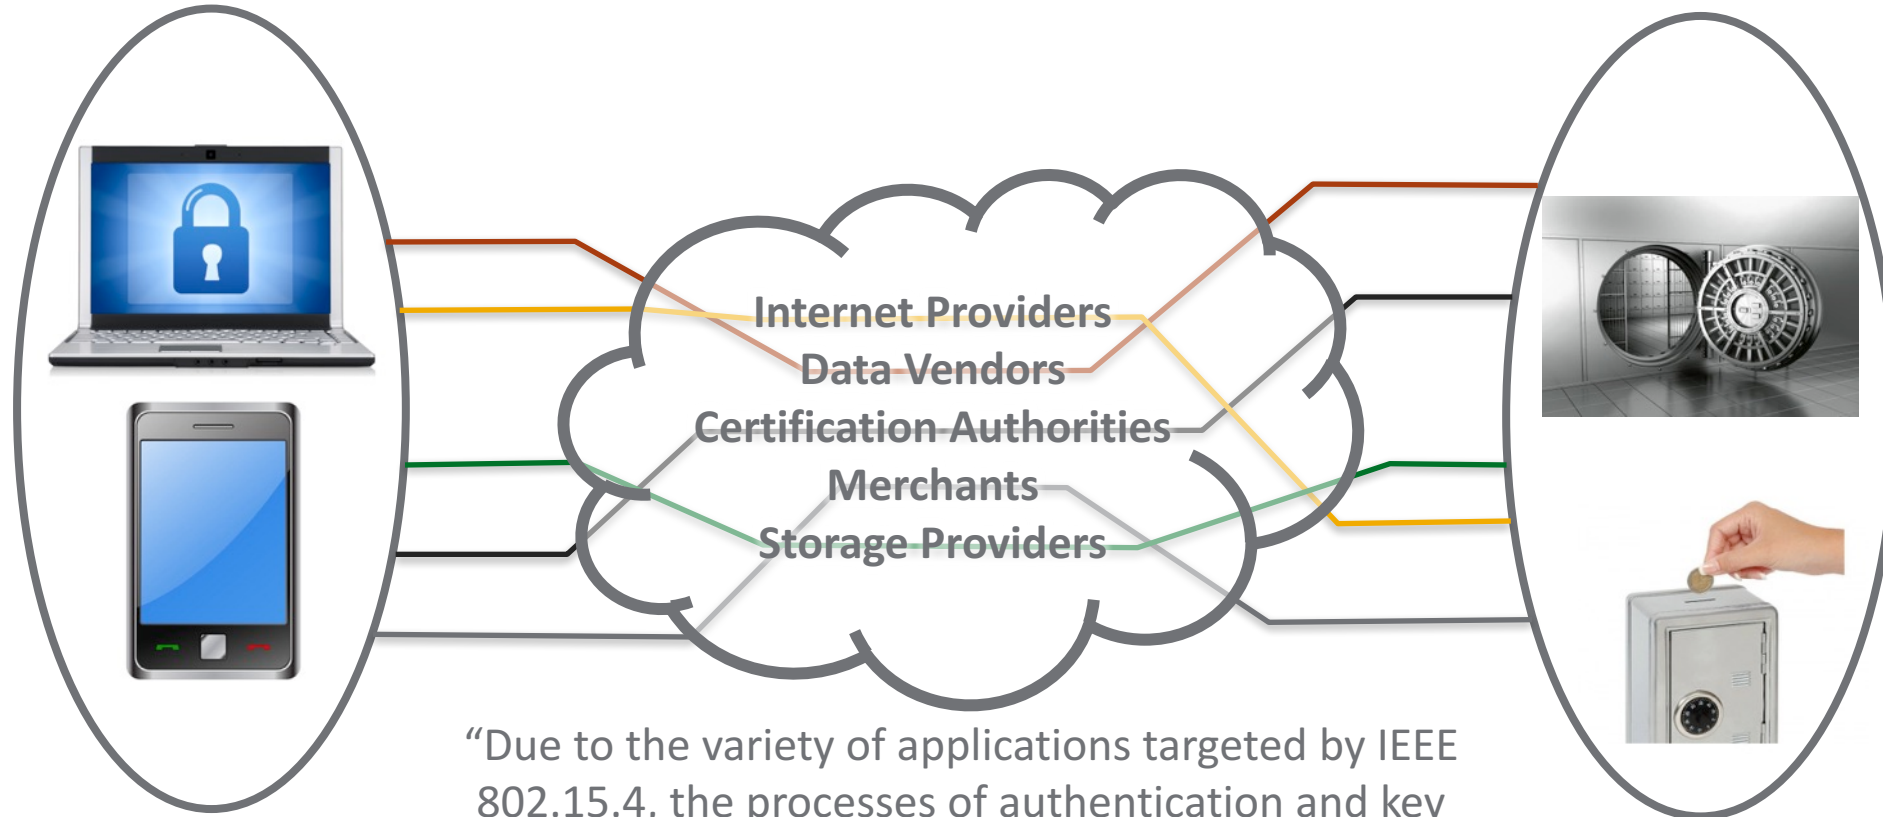 Internet Providers
Data Vendors
Certification Authorities
Merchants
Storage Providers
“Due to the variety of applications targeted by IEEE
802.15.4, the processes of authentication and key